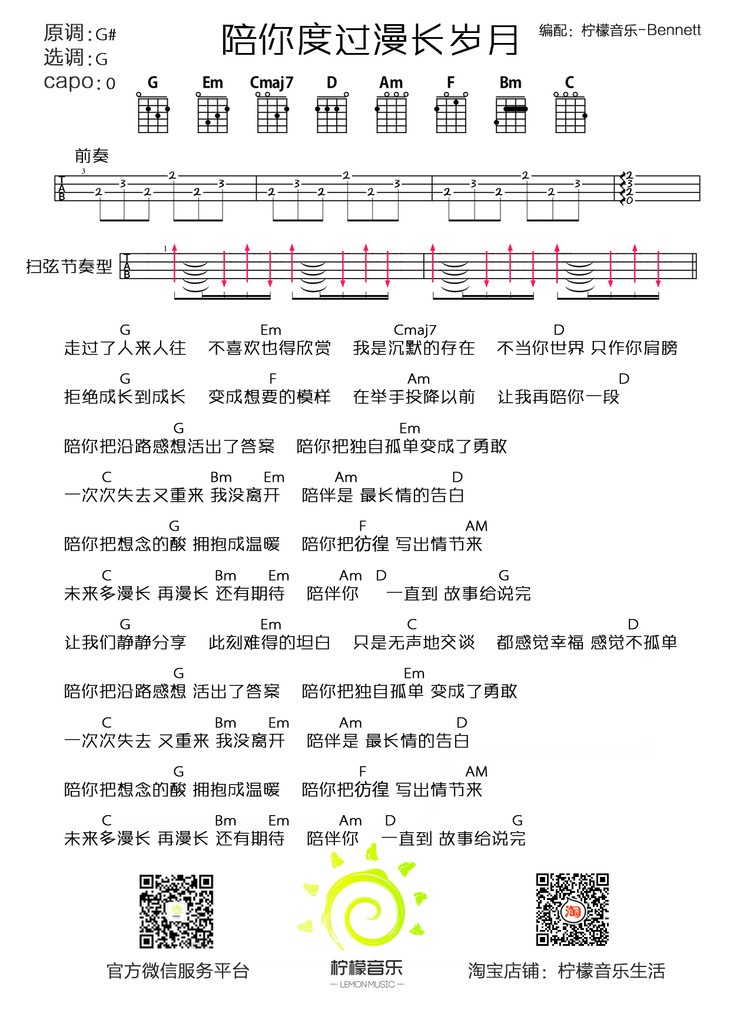 原调：G#
选调：G
capo：0
陪你度过漫长岁月
编配：柠檬音乐-Bennett
G Em Cmaj7 D Am F Bm C
前奏
3
2 3 2 2 2 3 2 3 2 2 2 3 2 3 2 2 2 3 2 3 2 0
T A B
扫弦节奏型
1
T A B
G Em Cmaj7 D
走过了人来人往 不喜欢也得欣赏 我是沉默的存在 不当你世界 只作你肩膀
G F Am D
拒绝成长到成长 变成想要的模样 在举手投降以前 让我再陪你一段
G Em
陪你把沿路感想活出了答案 陪你把独自孤单变成了勇敢
C Bm Em Am D
一次次失去又重来 我没离开 陪伴是 最长情的告白
G F AM
陪你把想念的酸 拥抱成温暖 陪你把彷徨 写出情节来
C Bm Em Am D G
未来多漫长 再漫长 还有期待 陪伴你 一直到 故事给说完
G Em C D
让我们静静分享 此刻难得的坦白 只是无声地交谈 都感觉幸福 感觉不孤单
G Em
陪你把沿路感想 活出了答案 陪你把独自孤单 变成了勇敢
C Bm Em Am D
一次次失去 又重来 我没离开 陪伴是 最长情的告白
G F AM
陪你把想念的酸 拥抱成温暖 陪你把彷徨 写出情节来
C Bm Em Am D G
未来多漫长 再漫长 还有期待 陪伴你 一直到 故事给说完
淘
官方微信服务平台
柠檬音乐
LEMON MUSIC
淘宝店铺：柠檬音乐生活